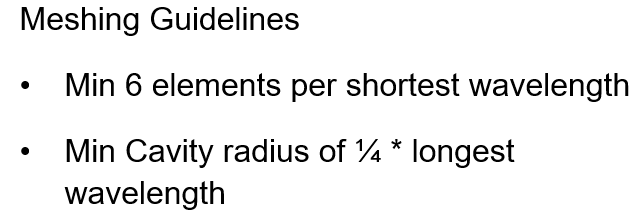 Meshing Guidelines
• Min 6 elements per shortest wavelength
• Min Cavity radius of ¼ * longest
wavelength